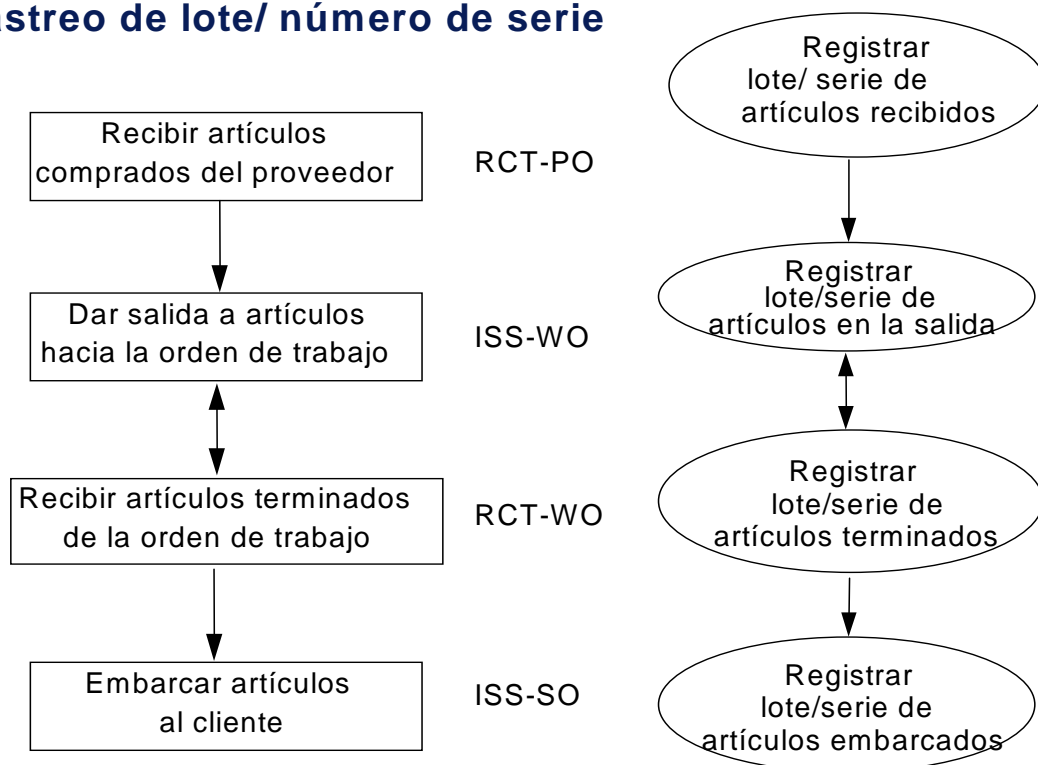 astreo de lote/ número de serie
Registrar
lote/ serie de
artículos recibidos
Recibir artículos
comprados del proveedor
RCT-PO
Dar salida a artículos
hacia la orden de trabajo
ISS-WO
Registrar
lote/serie de
artículos en la salida
Recibir artículos terminados
de la orden de trabajo
RCT-WO
Registrar
lote/serie de
artículos terminados
Embarcar artículos
al cliente
ISS-SO
Registrar
lote/serie de
artículos embarcados